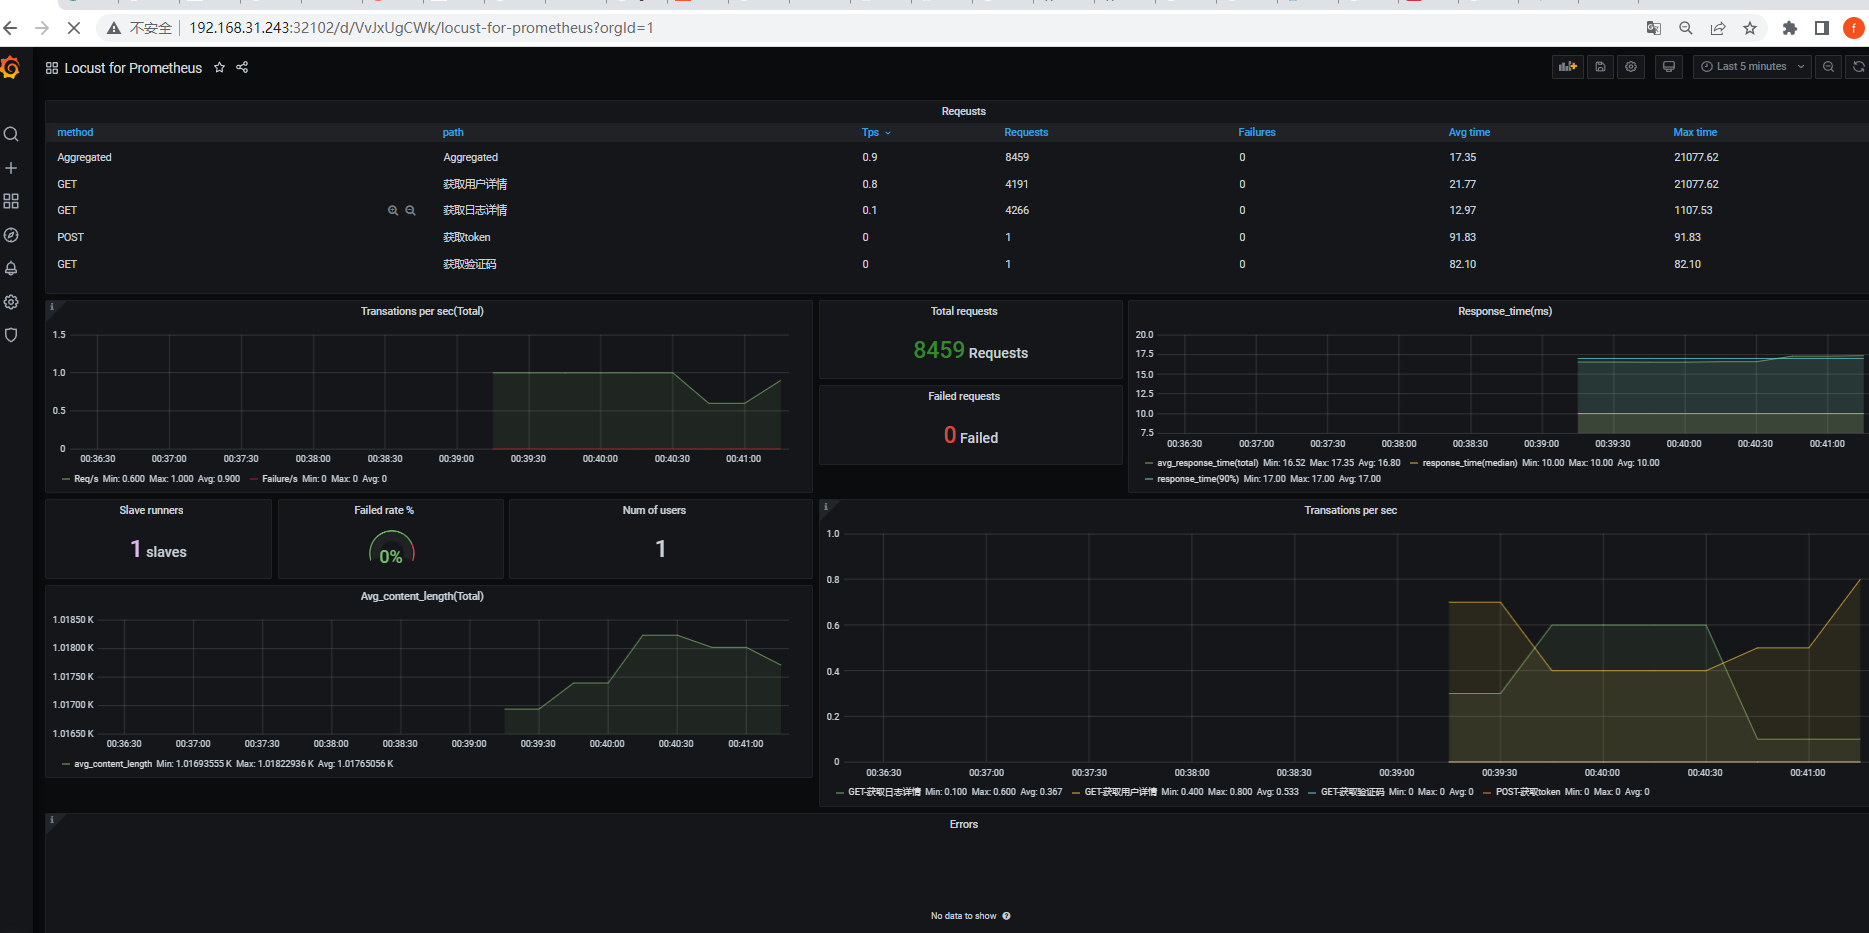 不安全 192.168.31.243:32102/d/VvJxUgCWk/locust-for-prometheus?orgId=1
f
Locust for Prometheus
Last 5 minutes
Reqeusts
method path Tps Requests Failures Avg time Max time
Aggregated Aggregated 0.9 8459 0 17.35 21077.62
GET 获取用户详情 0.8 4191 0 21.77 21077.62
GET 获取日志详情 0.1 4266 0 12.97 1107.53
POST 获取token 0 1 0 91.83 91.83
GET 获取验证码 0 1 0 82.10 82.10
Transations per sec(Total)
1.5
1.0
0.5
0
00:36:30 00:37:00 00:37:30 00:38:00 00:38:30 00:39:00 00:39:30 00:40:00 00:40:30 00:41:00
Req/s Min: 0.600 Max: 1.000 Avg: 0.900 Failure/s Min: 0 Max: 0 Avg: 0
Total requests
8459 Requests
Failed requests
0 Failed
Response_time(ms)
20.0
17.5
15.0
12.5
10.0
7.5
00:36:30 00:37:00 00:37:30 00:38:00 00:38:30 00:39:00 00:39:30 00:40:00 00:40:30 00:41:00
avg_response_time(total) Min: 16.52 Max: 17.35 Avg: 16.80 response_time(median) Min: 10.00 Max: 10.00 Avg: 10.00
response_time(90%) Min: 17.00 Max: 17.00 Avg: 17.00
Slave runners
1 slaves
Failed rate %
0%
Num of users
1
Avg_content_length(Total)
1.01850 K
1.01800 K
1.01750 K
1.01700 K
1.01650 K
00:36:30 00:37:00 00:37:30 00:38:00 00:38:30 00:39:00 00:39:30 00:40:00 00:40:30 00:41:00
avg_content_length Min: 1.01693555 K Max: 1.01822936 K Avg: 1.01765056 K
Transations per sec
1.0
0.8
0.6
0.4
0.2
0
00:36:30 00:37:00 00:37:30 00:38:00 00:38:30 00:39:00 00:39:30 00:40:00 00:40:30 00:41:00
GET-获取日志详情 Min: 0.100 Max: 0.600 Avg: 0.367 GET-获取用户详情 Min: 0.400 Max: 0.800 Avg: 0.533 GET-获取验证码 Min: 0 Max: 0 Avg: 0 POST-获取token Min: 0 Max: 0 Avg: 0
Errors
No data to show